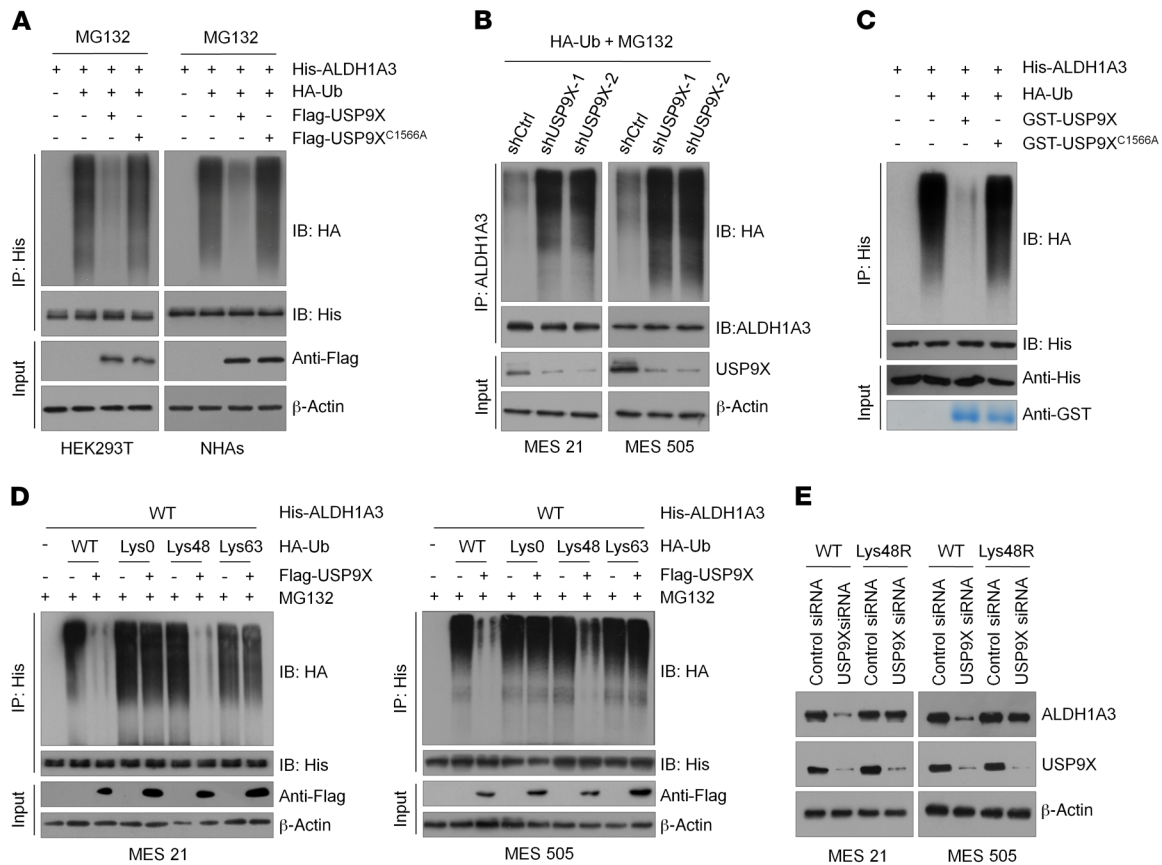 A
MG132 MG132
+ + + + + + + + His-ALDH1A3
- + + + - + + + HA-Ub
- - + - - - + - Flag-USP9X
- - - + - - - + Flag-USP9XC1566A
IP: His
IB: HA
IB: His
Input
Anti-Flag
β-Actin
HEK293T NHAs
B
HA-Ub + MG132
shCtrl shUSP9X-1 shUSP9X-2 shCtrl shUSP9X-1 shUSP9X-2
IP: ALDH1A3
IB: HA
IB:ALDH1A3
Input
USP9X
β-Actin
MES 21 MES 505
C
+ + + + His-ALDH1A3
- + + + HA-Ub
- - + - GST-USP9X
- - - + GST-USP9XC1566A
IP: His
IB: HA
IB: His
Input
Anti-His
Anti-GST
D
WT His-ALDH1A3
- WT Lys0 Lys48 Lys63 HA-Ub
- - + - + - + - + Flag-USP9X
+ + + + + + + + + MG132
IP: His
IB: HA
IB: His
Input
Anti-Flag
β-Actin
MES 21
WT His-ALDH1A3
- WT Lys0 Lys48 Lys63 HA-Ub
- - + - + - + - + Flag-USP9X
+ + + + + + + + + MG132
IP: His
IB: HA
IB: His
Input
Anti-Flag
β-Actin
MES 505
E
WT Lys48R WT Lys48R
Control siRNA USP9XsiRNA Control siRNA USP9X siRNA Control siRNA USP9X siRNA Control siRNA USP9X siRNA
ALDH1A3
USP9X
β-Actin
MES 21 MES 505